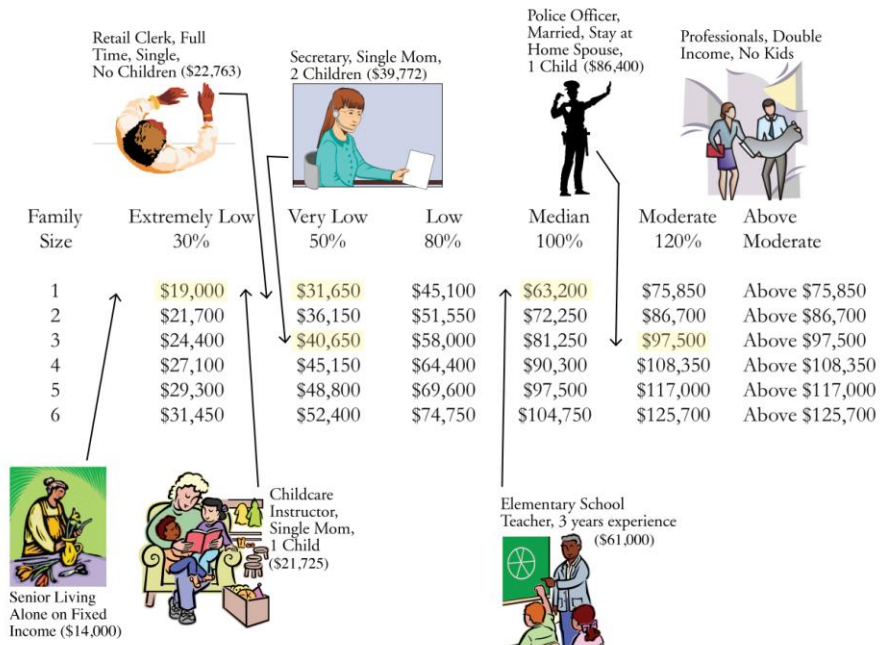 Retail Clerk, Full
Time, Single,
No Children ($22,763)
Secretary, Single Mom,
2 Children ($39,772)
Police Officer,
Married, Stay at
Home Spouse,
1 Child ($86,400)
Professionals, Double
Income, No Kids
Family Size Extremely Low 30% Very Low 50% Low 80% Median 100% Moderate 120% Above Moderate
1 $19,000 $31,650 $45,100 $63,200 $75,850 Above $75,850
2 $21,700 $36,150 $51,550 $72,250 $86,700 Above $86,700
3 $24,400 $40,650 $58,000 $81,250 $97,500 Above $97,500
4 $27,100 $45,150 $64,400 $90,300 $108,350 Above $108,350
5 $29,300 $48,800 $69,600 $97,500 $117,000 Above $117,000
6 $31,450 $52,400 $74,750 $104,750 $125,700 Above $125,700
Senior Living
Alone on Fixed
Income ($14,000)
Childcare
Instructor,
Single Mom,
1 Child
($21,725)
Elementary School
Teacher, 3 years experience
($61,000)